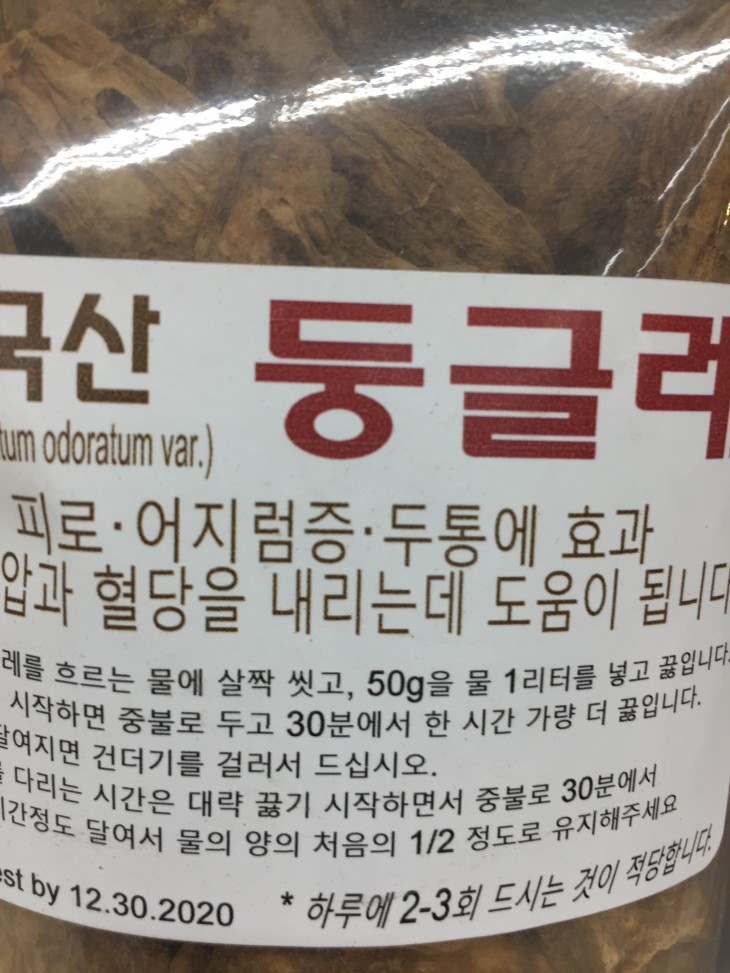 국산 둥글레
tum odoratum var.)
피로·어지럼증·두통에 효과
압과 혈당을 내리는데 도움이 됩니다
레를 흐르는 물에 살짝 씻고, 50g을 물 1리터를 넣고 끓입니다.
시작하면 중불로 두고 30분에서 한 시간 가량 더 끓입니다.
달여지면 건더기를 걸러서 드십시오.
를 다리는 시간은 대략 끓기 시작하면서 중불로 30분에서
시간정도 달여서 물의 양의 처음의 1/2 정도로 유지해주세요
est by 12.30.2020 * 하루에 2-3회 드시는 것이 적당합니다.